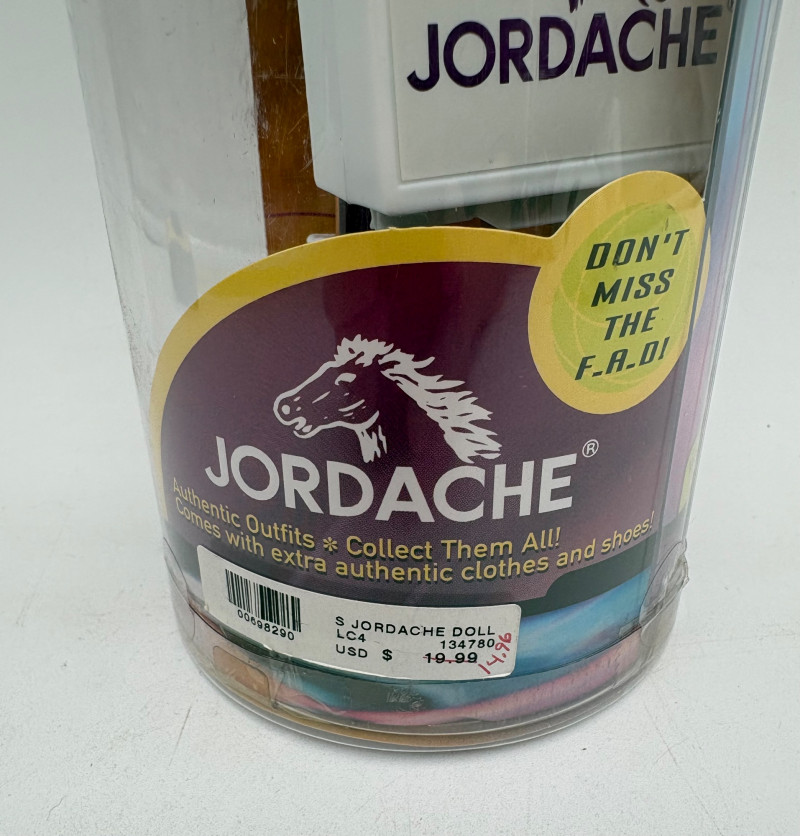 JORDACHE
DON'T
MISS
THE
F.A.D!
JORDACHE®
Authentic Outfits ✻ Collect Them All!
Comes with extra authentic clothes and shoes!
00698290
S JORDACHE DOLL
LC4 134780
USD $ 19.99
14.96